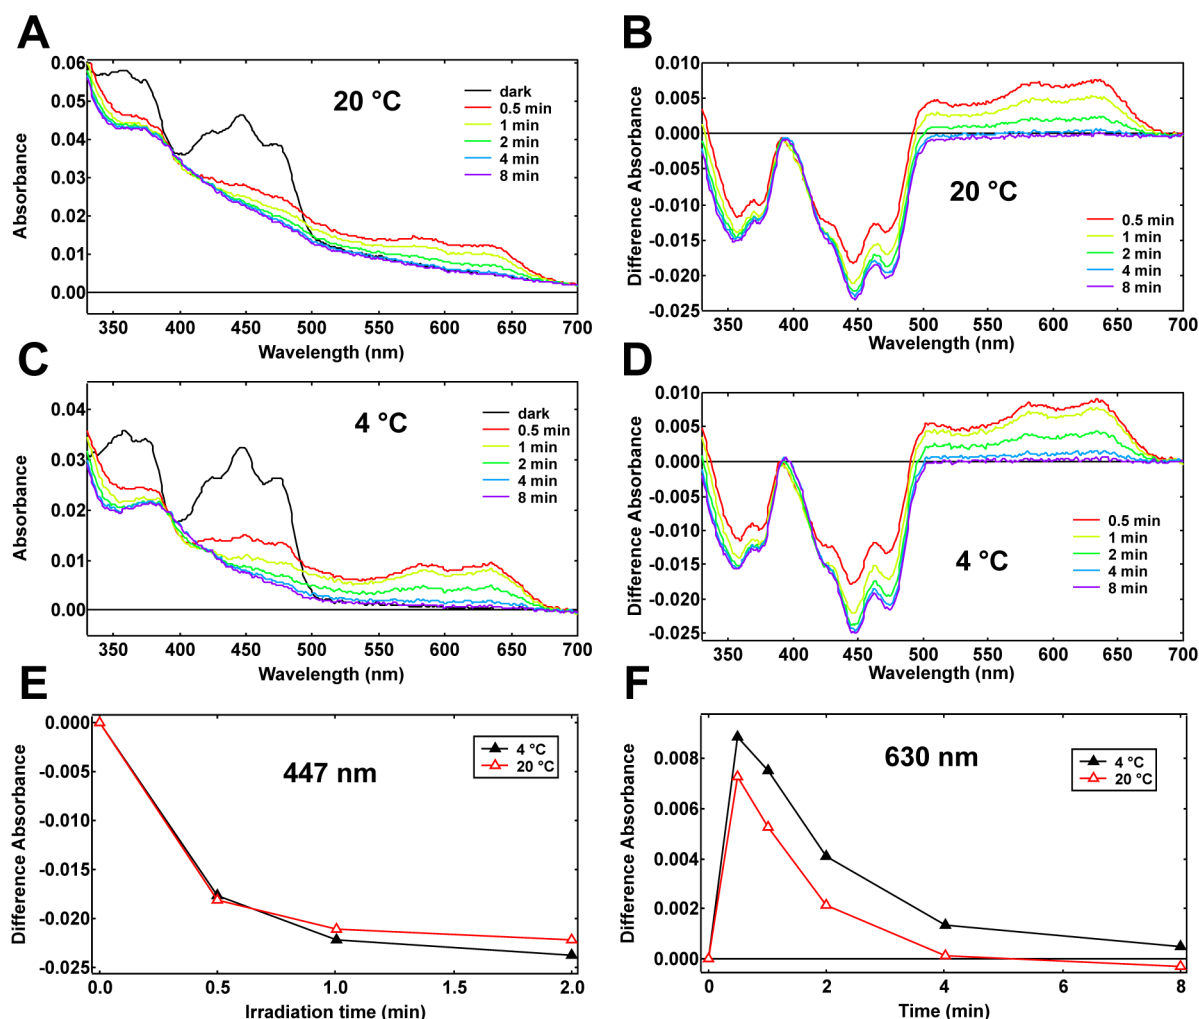 A
20 °C
dark
0.5 min
1 min
2 min
4 min
8 min
0.06
0.05
0.04
0.03
0.02
0.01
0.00
Absorbance
350 400 450 500 550 600 650 700
Wavelength (nm)
B
20 °C
0.5 min
1 min
2 min
4 min
8 min
0.010
0.005
0.000
-0.005
-0.010
-0.015
-0.020
-0.025
Difference Absorbance
350 400 450 500 550 600 650 700
Wavelength (nm)
C
4 °C
dark
0.5 min
1 min
2 min
4 min
8 min
0.04
0.03
0.02
0.01
0.00
Absorbance
350 400 450 500 550 600 650 700
Wavelength (nm)
D
4 °C
0.5 min
1 min
2 min
4 min
8 min
0.010
0.005
0.000
-0.005
-0.010
-0.015
-0.020
-0.025
Difference Absorbance
350 400 450 500 550 600 650 700
Wavelength (nm)
E
447 nm
4 °C
20 °C
0.000
-0.005
-0.010
-0.015
-0.020
-0.025
Difference Absorbance
0.0 0.5 1.0 1.5 2.0
Irradiation time (min)
F
630 nm
4 °C
20 °C
0.008
0.006
0.004
0.002
0.000
Difference Absorbance
0 2 4 6 8
Time (min)